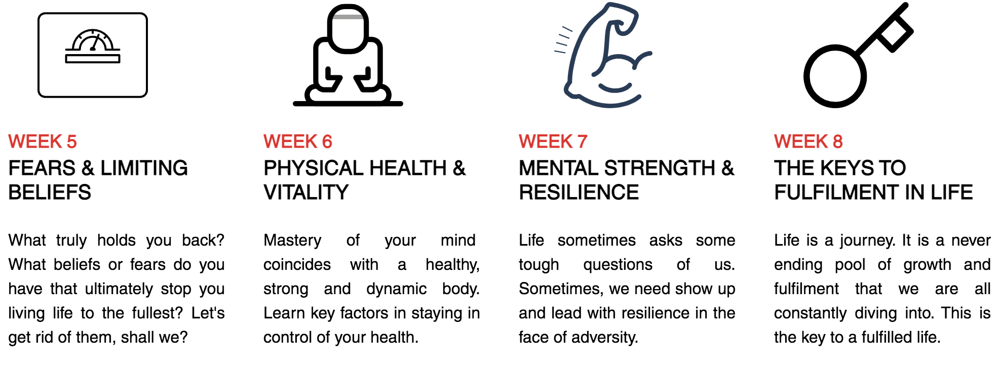 WEEK 5
FEARS & LIMITING
BELIEFS
What truly holds you back?
What beliefs or fears do you
have that ultimately stop you
living life to the fullest? Let's
get rid of them, shall we?
WEEK 6
PHYSICAL HEALTH &
VITALITY
Mastery of your mind
coincides with a healthy,
strong and dynamic body.
Learn key factors in staying in
control of your health.
WEEK 7
MENTAL STRENGTH &
RESILIENCE
Life sometimes asks some
tough questions of us.
Sometimes, we need show up
and lead with resilience in the
face of adversity.
WEEK 8
THE KEYS TO
FULFILMENT IN LIFE
Life is a journey. It is a never
ending pool of growth and
fulfilment that we are all
constantly diving into. This is
the key to a fulfilled life.